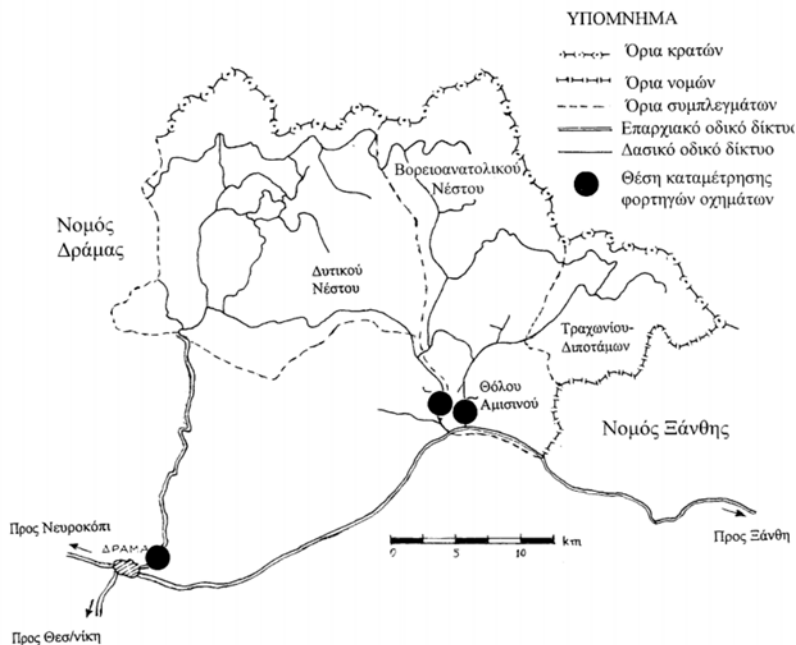 ΥΠΟΜΝΗΜΑ
Όρια κρατών
Όρια νομών
Όρια συμπλεγμάτων
Επαρχιακό οδικό δίκτυο
Δασικό οδικό δίκτυο
Θέση καταμέτρησης
φορτηγών οχημάτων
Βορειοανατολικού
Νέστου
Νομός
Δράμας
Δυτικού
Νέστου
Τραχωνίου-
Διποτάμων
Θόλου
Αμισινού
Νομός Ξάνθης
Προς Νευροκόπι
ΔΡΑΜΑ
0 5 10 km
Προς Ξάνθη
Προς Θεσ/νίκη